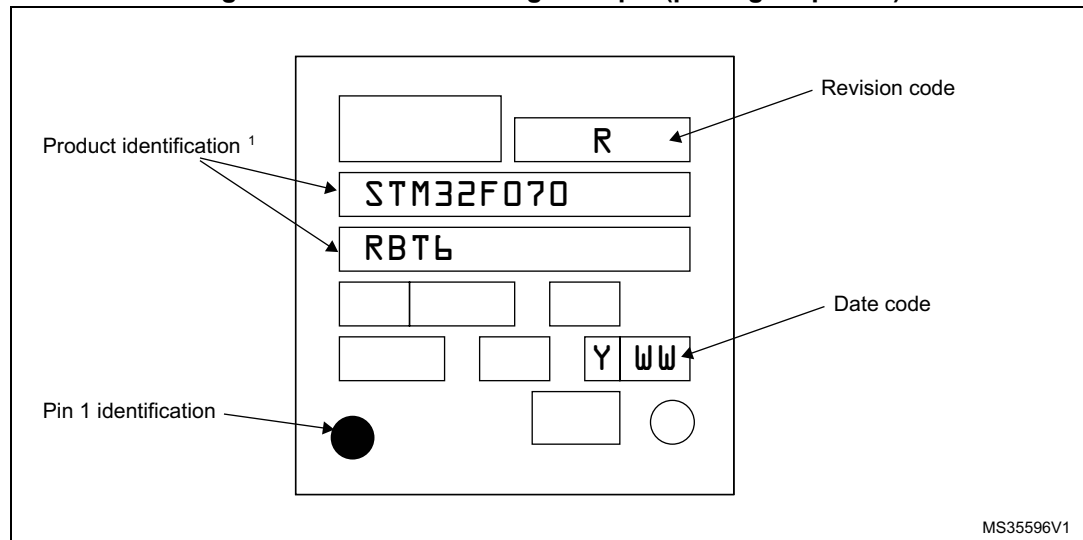 Revision code
R
Product identification 1
STM32F070
RBT6
Date code
Y WW
Pin 1 identification
MS35596V1